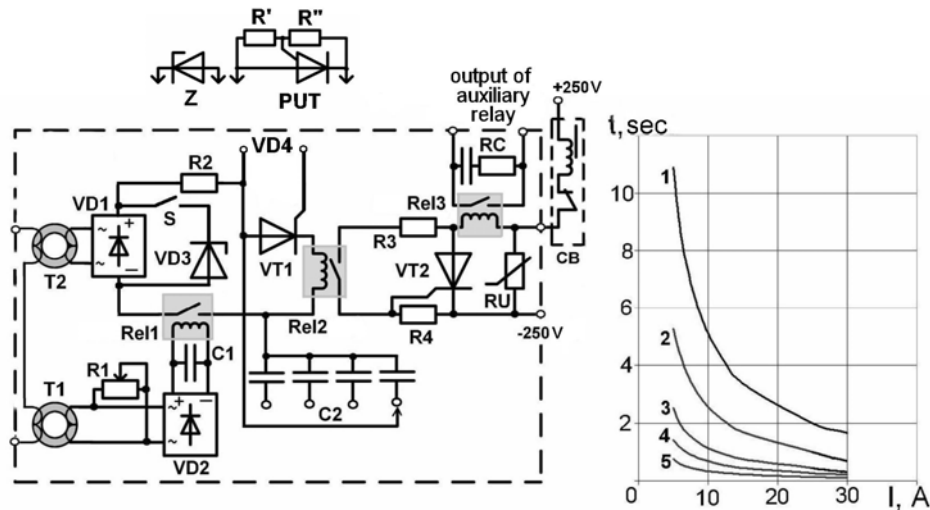 R' R"
Z PUT
output of
auxiliary
relay
+250V
VD4
R2
RC
VD1
S
Rel3
VD3
R3
VT1
VT2
CB
T2
RU
Rel1
Rel2
R4
-250V
C1
R1
T1
C2
VD2
+ –
~ ~
+ –
~ ~
t, sec
10
8
6
4
2
0 10 20 30
I, A
1
2
3
4
5